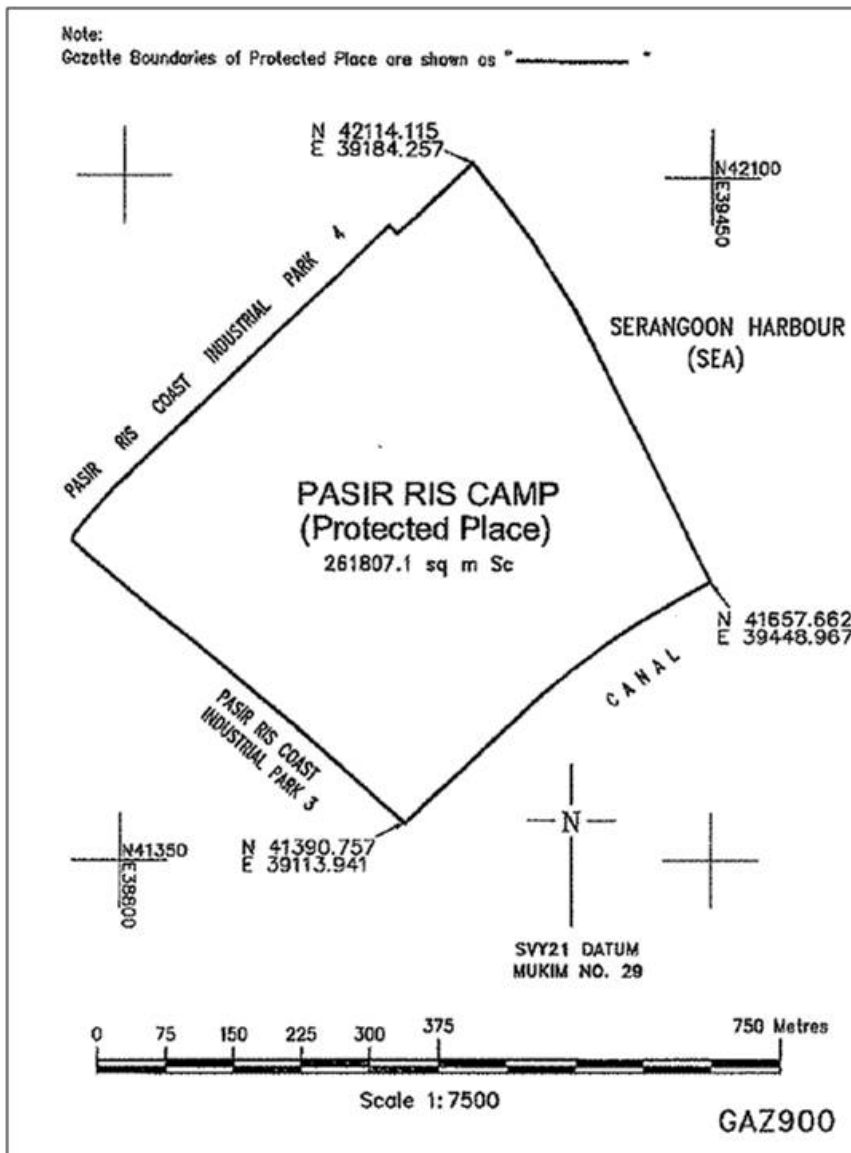 Note:
Gazette Boundaries of Protected Place are shown as " "
N 42114.115
E 39184.257
N42100
E39450
PASIR RIS COAST INDUSTRIAL PARK 4
SERANGOON HARBOUR
(SEA)
PASIR RIS CAMP
(Protected Place)
261807.1 sq m Sc
N 41657.662
E 39448.967
CANAL
PASIR RIS COAST
INDUSTRIAL PARK 3
N 41390.757
E 39113.941
N41350
E38800
N
SVY21 DATUM
MUKIM NO. 29
0 75 150 225 300 375 750 Metres
Scale 1:7500
GAZ900